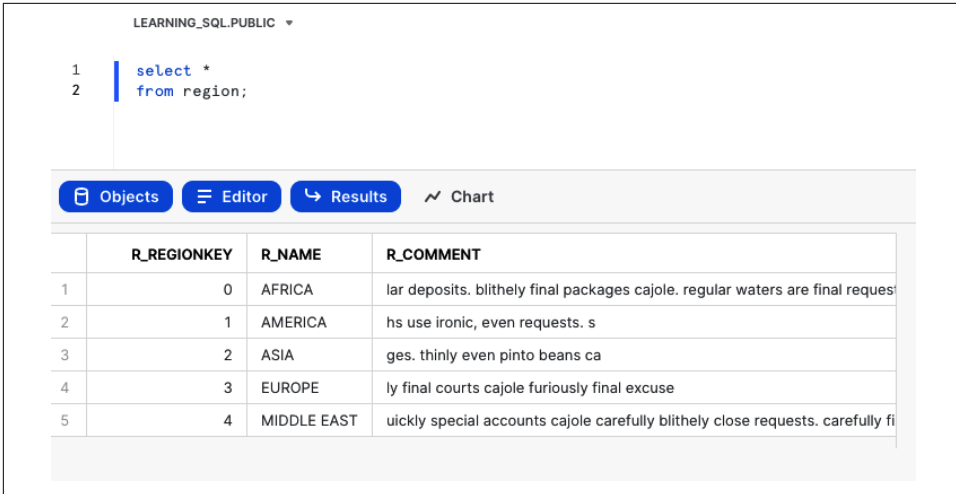 LEARNING_SQL.PUBLIC
1 select *
2 from region;
Objects Editor Results Chart
R_REGIONKEY R_NAME R_COMMENT
1 0 AFRICA lar deposits. blithely final packages cajole. regular waters are final request
2 1 AMERICA hs use ironic, even requests. s
3 2 ASIA ges. thinly even pinto beans ca
4 3 EUROPE ly final courts cajole furiously final excuse
5 4 MIDDLE EAST uickly special accounts cajole carefully blithely close requests. carefully fi